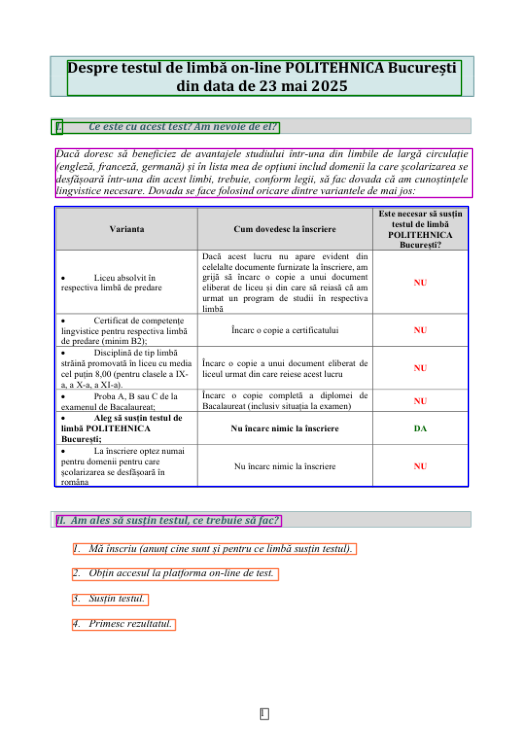 Despre testul de limbă on-line POLITEHNICA București
din data de 23 mai 2025
I. Ce este cu acest test? Am nevoie de el?
Dacă doresc să beneficiez de avantajele studiului într-una din limbile de largă circulație
(engleză, franceză, germană) și în lista mea de opțiuni includ domenii la care școlarizarea se
desfășoară într-una din acest limbi, trebuie, conform legii, să fac dovada că am cunoștințele
lingvistice necesare. Dovada se face folosind oricare dintre variantele de mai jos:
Varianta
Cum dovedesc la înscriere
Este necesar să susțin
testul de limbă
POLITEHNICA
București?
• Liceu absolvit în
respectiva limbă de predare
Dacă acest lucru nu apare evident din
celelalte documente furnizate la înscriere, am
grijă să încarc o copie a unui document
eliberat de liceu și din care să reiasă că am
urmat un program de studii în respectiva
limbă
NU
• Certificat de competențe
lingvistice pentru respectiva limbă
de predare (minim B2);
Încarc o copie a certificatului
NU
• Disciplină de tip limbă
străină promovată în liceu cu media
cel puțin 8,00 (pentru clasele a IX-
a, a X-a, a XI-a).
Încarc o copie a unui document eliberat de
liceul urmat din care reiese acest lucru
NU
• Proba A, B sau C de la
examenul de Bacalaureat;
Încarc o copie completă a diplomei de
Bacalaureat (inclusiv situația la examen)
NU
• Aleg să susțin testul de
limbă POLITEHNICA
București;
Nu încarc nimic la înscriere
DA
• La înscriere optez numai
pentru domenii pentru care
școlarizarea se desfășoară în
româna
Nu încarc nimic la înscriere
NU
II. Am ales să susțin testul, ce trebuie să fac?
1. Mă înscriu (anunț cine sunt și pentru ce limbă susțin testul).
2. Obțin accesul la platforma on-line de test.
3. Susțin testul.
4. Primesc rezultatul.
1